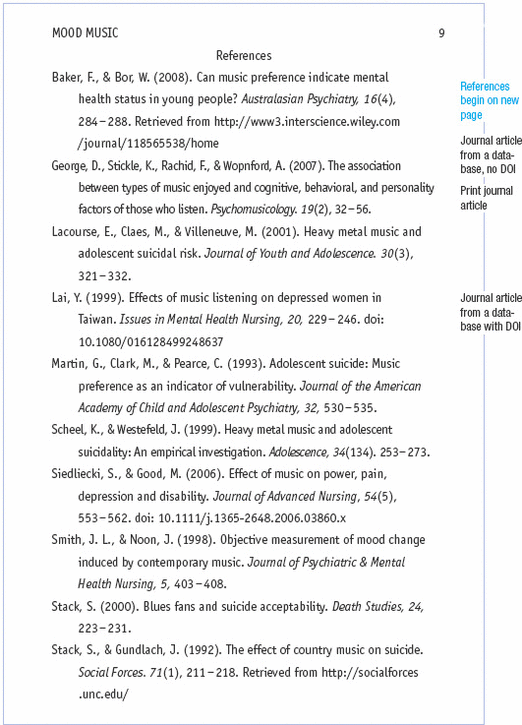 MOOD MUSIC 9
References
Baker, F., & Bor, W. (2008). Can music preference indicate mental
health status in young people? Australasian Psychiatry, 16(4),
284–288. Retrieved from http://www3.interscience.wiley.com
/journal/118565538/home
George, D., Stickle, K., Rachid, F., & Wopnford, A. (2007). The association
between types of music enjoyed and cognitive, behavioral, and personality
factors of those who listen. Psychomusicology. 19(2), 32–56.
Lacourse, E., Claes, M., & Villeneuve, M. (2001). Heavy metal music and
adolescent suicidal risk. Journal of Youth and Adolescence. 30(3),
321–332.
Lai, Y. (1999). Effects of music listening on depressed women in
Taiwan. Issues in Mental Health Nursing, 20, 229–246. doi:
10.1080/016128499248637
Martin, G., Clark, M., & Pearce, C. (1993). Adolescent suicide: Music
preference as an indicator of vulnerability. Journal of the American
Academy of Child and Adolescent Psychiatry, 32, 530–535.
Scheel, K., & Westefeld, J. (1999). Heavy metal music and adolescent
suicidality: An empirical investigation. Adolescence, 34(134). 253–273.
Siedliecki, S., & Good, M. (2006). Effect of music on power, pain,
depression and disability. Journal of Advanced Nursing, 54(5),
553–562. doi: 10.1111/j.1365-2648.2006.03860.x
Smith, J. L., & Noon, J. (1998). Objective measurement of mood change
induced by contemporary music. Journal of Psychiatric & Mental
Health Nursing, 5, 403–408.
Stack, S. (2000). Blues fans and suicide acceptability. Death Studies, 24,
223–231.
Stack, S., & Gundlach, J. (1992). The effect of country music on suicide.
Social Forces. 71(1), 211–218. Retrieved from http://socialforces
.unc.edu/
References
begin on new
page
Journal article
from a data-
base, no DOI
Print journal
article
Journal article
from a data-
base with DOI